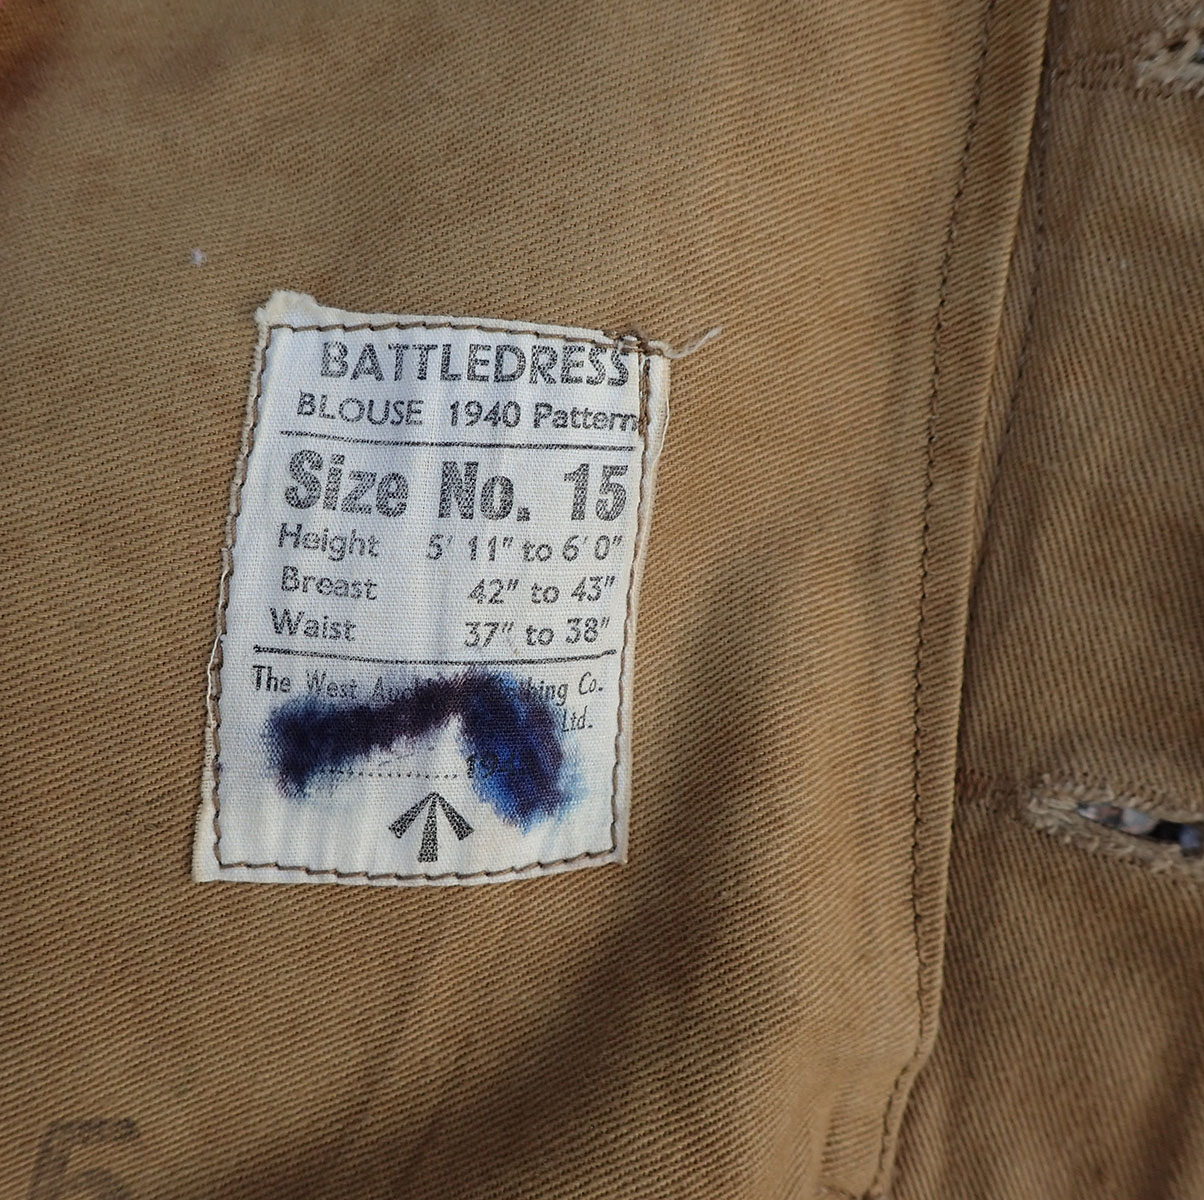 BATTLEDRESS
BLOUSE 1940 Pattern
Size No. 15
Height 5' 11" to 6' 0"
Breast 42" to 43"
Waist 37" to 38"
The West Co.
Ltd.